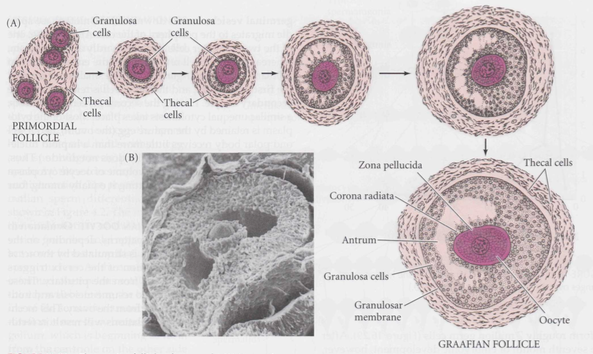 (A)
Granulosa
cells
Granulosa
cells
Thecal
cells
Thecal
cells
PRIMORDIAL
FOLLICLE
(B)
Zona pellucida
Thecal cells
Corona radiata
Antrum
Granulosa cells
Granulosar
membrane
Oocyte
GRAAFIAN FOLLICLE